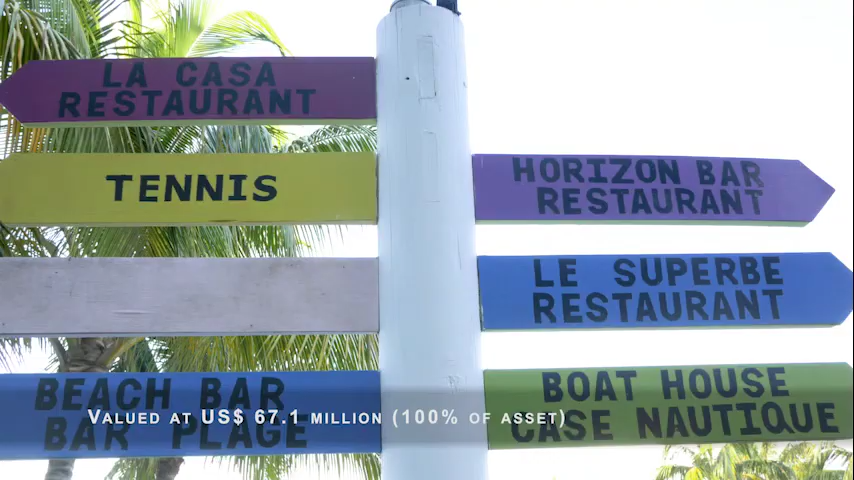 LA CASA
RESTAURANT
TENNIS
HORIZON BAR
RESTAURANT
LE SUPERBE
RESTAURANT
BEACH BAR
BAR PLAGE
BOAT HOUSE
CASE NAUTIQUE
VALUED AT US$ 67.1 MILLION (100% OF ASSET)